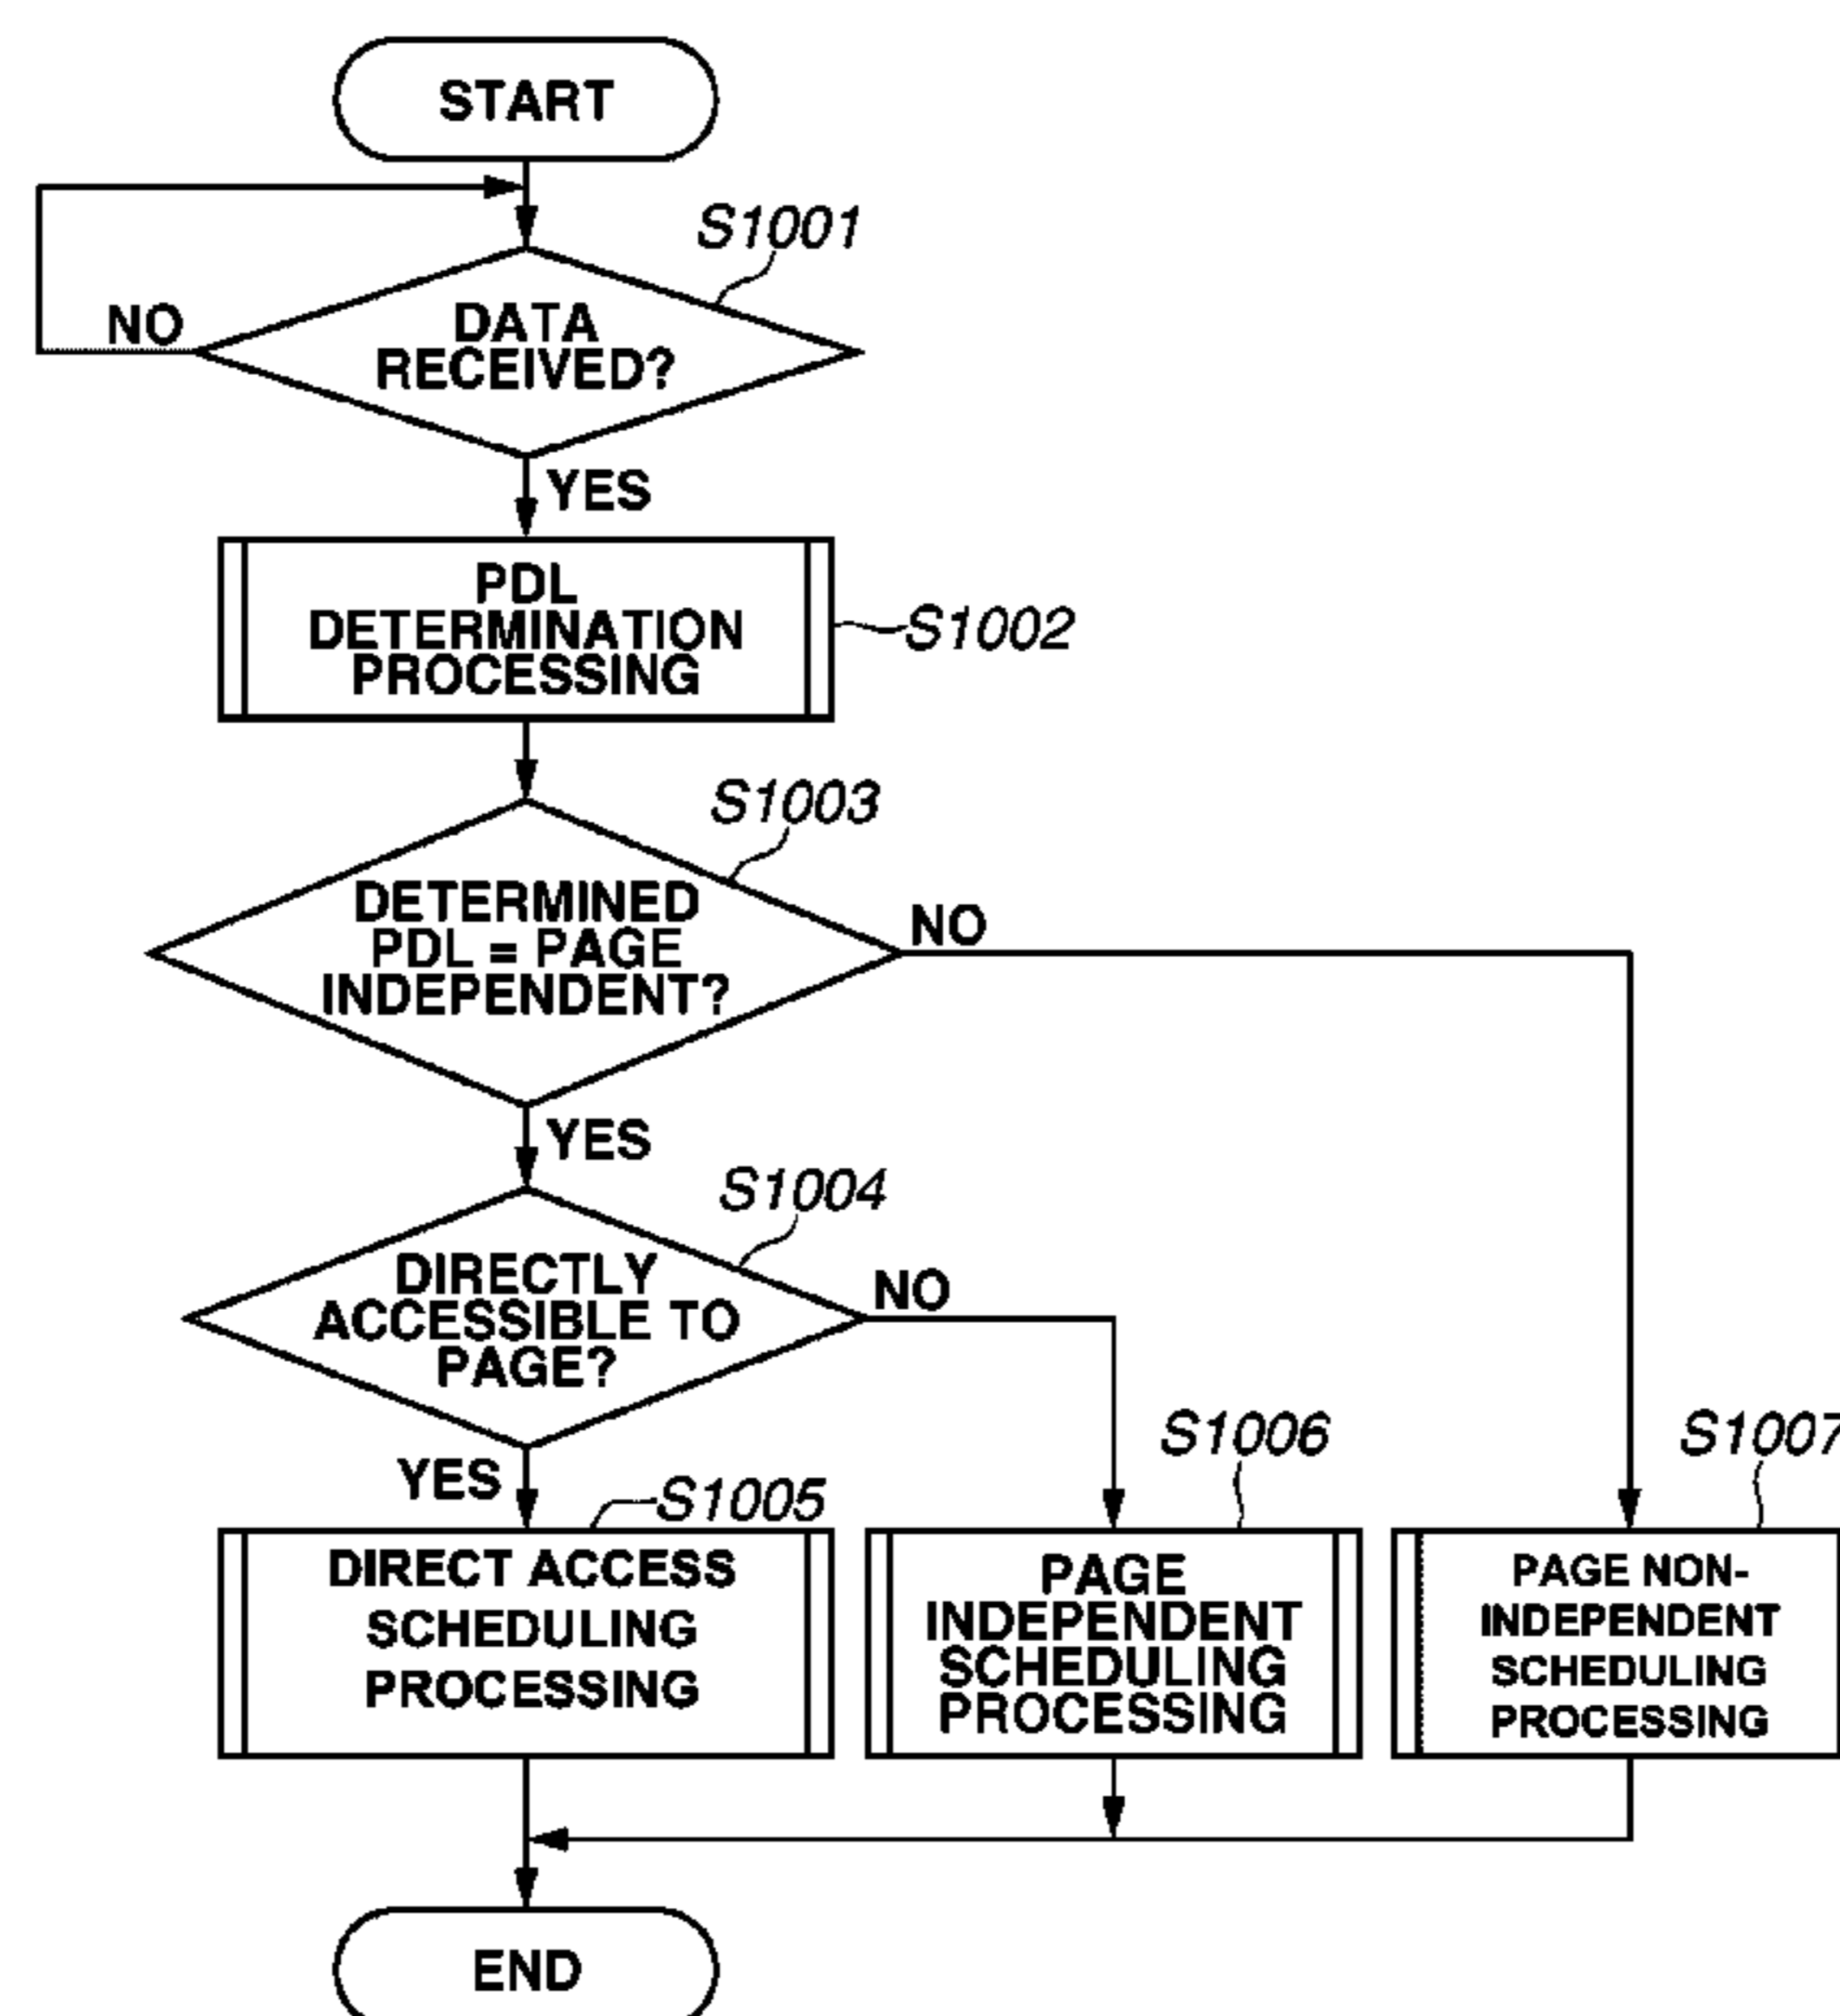 START
S1001
NO
DATA
RECEIVED?
YES
PDL
DETERMINATION
PROCESSING
S1002
S1003
DETERMINED
PDL = PAGE
INDEPENDENT?
NO
YES
S1004
DIRECTLY
ACCESSIBLE TO
PAGE?
NO
YES
S1005
S1006
S1007
DIRECT ACCESS
SCHEDULING
PROCESSING
PAGE
INDEPENDENT
SCHEDULING
PROCESSING
PAGE NON-
INDEPENDENT
SCHEDULING
PROCESSING
END